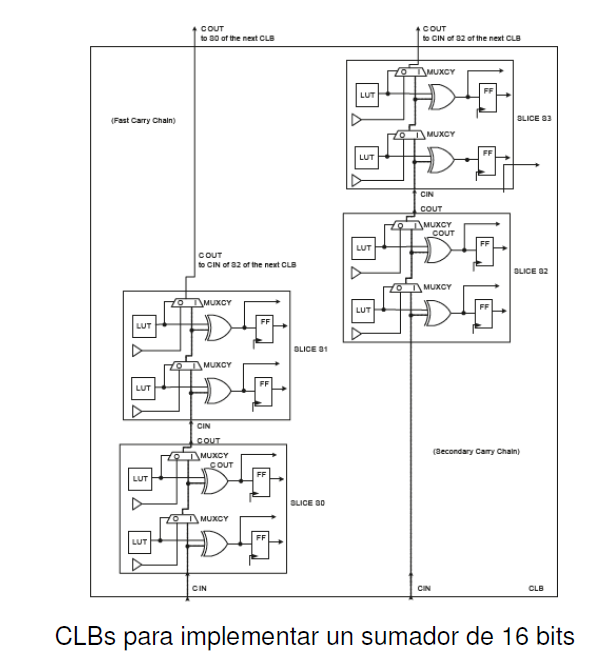 COUT
to S0 of the next CLB
COUT
to CIN of S2 of the next CLB
(Fast Carry Chain)
O I MUXCY
LUT
FF
SLICE S3
O I MUXCY
LUT
FF
CIN
COUT
O I MUXCY
COUT
LUT
FF
SLICE S2
O I MUXCY
LUT
FF
COUT
to CIN of S2 of the next CLB
O I MUXCY
LUT
FF
SLICE S1
O I MUXCY
LUT
FF
CIN
COUT
O I MUXCY
COUT
LUT
FF
SLICE S0
O I MUXCY
LUT
FF
(Secondary Carry Chain)
CIN
CIN
CLB
CLBs para implementar un sumador de 16 bits